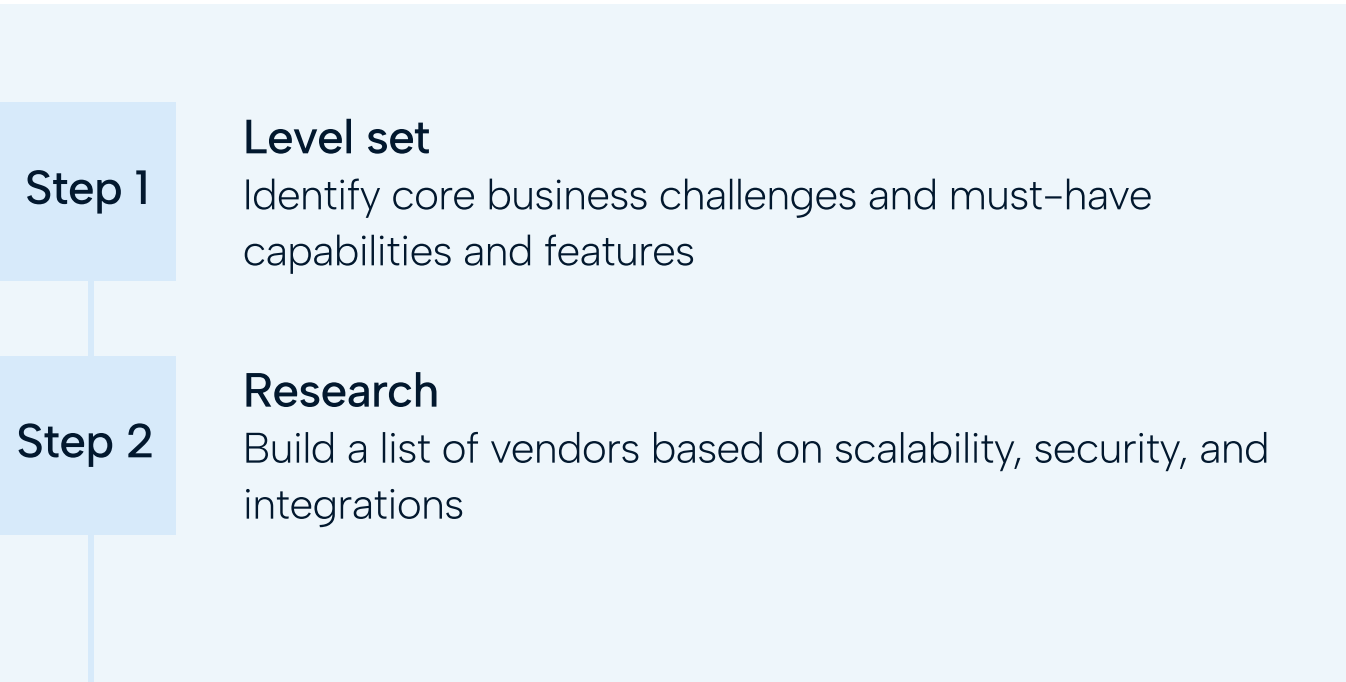 Step 1
Level set
Identify core business challenges and must-have
capabilities and features
Step 2
Research
Build a list of vendors based on scalability, security, and
integrations